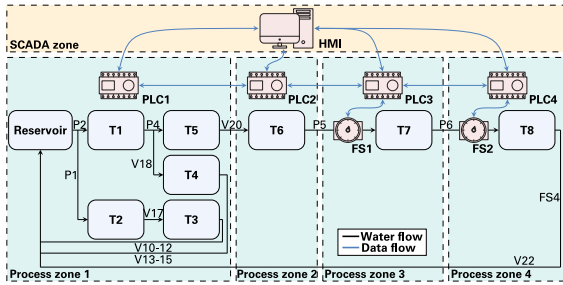 HMI
SCADA zone
PLC1
PLC2
PLC3
PLC4
Reservoir
P2
T1
P4
T5
V20
T6
P5
FS1
T7
P6
FS2
T8
V18
T4
P1
T2
V17
T3
FS4
V10-12
V13-15
V22
Water flow
Data flow
Process zone 1
Process zone 2
Process zone 3
Process zone 4